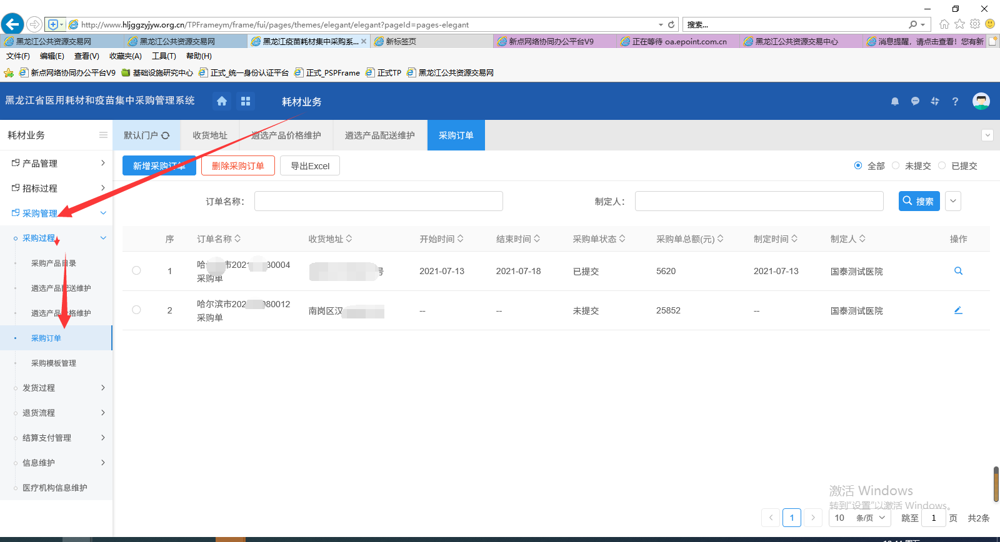 http://www.hljggzyjyw.org.cn/TPFrameym/frame/fui/pages/themes/elegant/elegant?pageId=pages-elegant
搜索...
黑龙江公共资源交易网 黑龙江公共资源交易网 黑龙江疫苗耗材集中采购系... 新标签页 新点网络协同办公平台V9 正在等待 oa.epoint.com.cn 黑龙江公共资源交易中心 消息提醒，请点击查看！您有新
文件(F) 编辑(E) 查看(V) 收藏夹(A) 工具(T) 帮助(H)
新点网络协同办公平台V9 基础设施研究中心 正式_统一身份认证平台 正式_PSPFrame 正式TP 黑龙江公共资源交易网
黑龙江省医用耗材和疫苗集中采购管理系统 耗材业务
耗材业务
默认门户 收货地址 遴选产品价格维护 遴选产品配送维护 采购订单
产品管理
招标过程
采购管理
采购过程
采购产品目录
遴选产品配送维护
遴选产品价格维护
采购订单
采购模板管理
发货过程
退货流程
结算支付管理
信息维护
医疗机构信息维护
新增采购订单 删除采购订单 导出Excel
全部 未提交 已提交
订单名称： 制定人： 搜索
序 订单名称 收货地址 开始时间 结束时间 采购单状态 采购单总额(元) 制定时间 制定人 操作
1 哈 市2021 80004 采购单 号 2021-07-13 2021-07-18 已提交 5620 2021-07-13 国泰测试医院
2 哈尔滨市202 080012 采购单 南岗区汉 -- -- 未提交 25852 -- 国泰测试医院
激活 Windows
转到"设置"以激活 Windows。
1 10 条/页 跳至 1 页 共2条